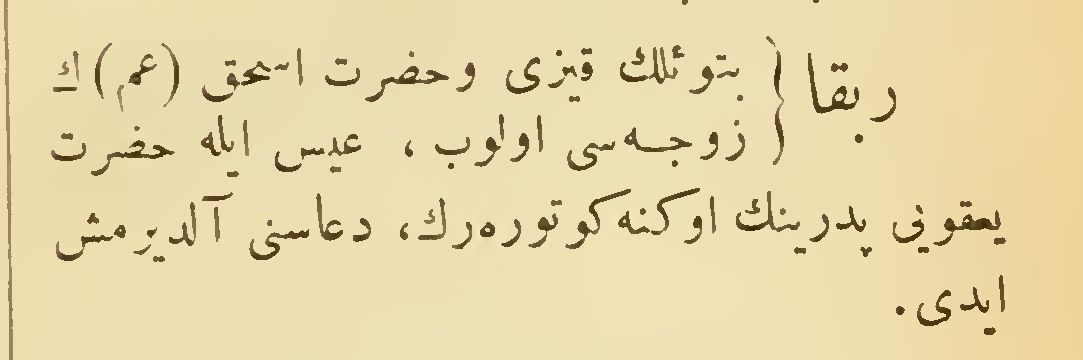 ربقا } بتوئلك قیزی وحضرت اسحق (عم) ك
زوجه‌سی اولوب ، عیس ایله حضرت
یعقوبی پدرینك اوكنه كوتوره‌رك، دعاسنی آلدیرمش
ایدی .